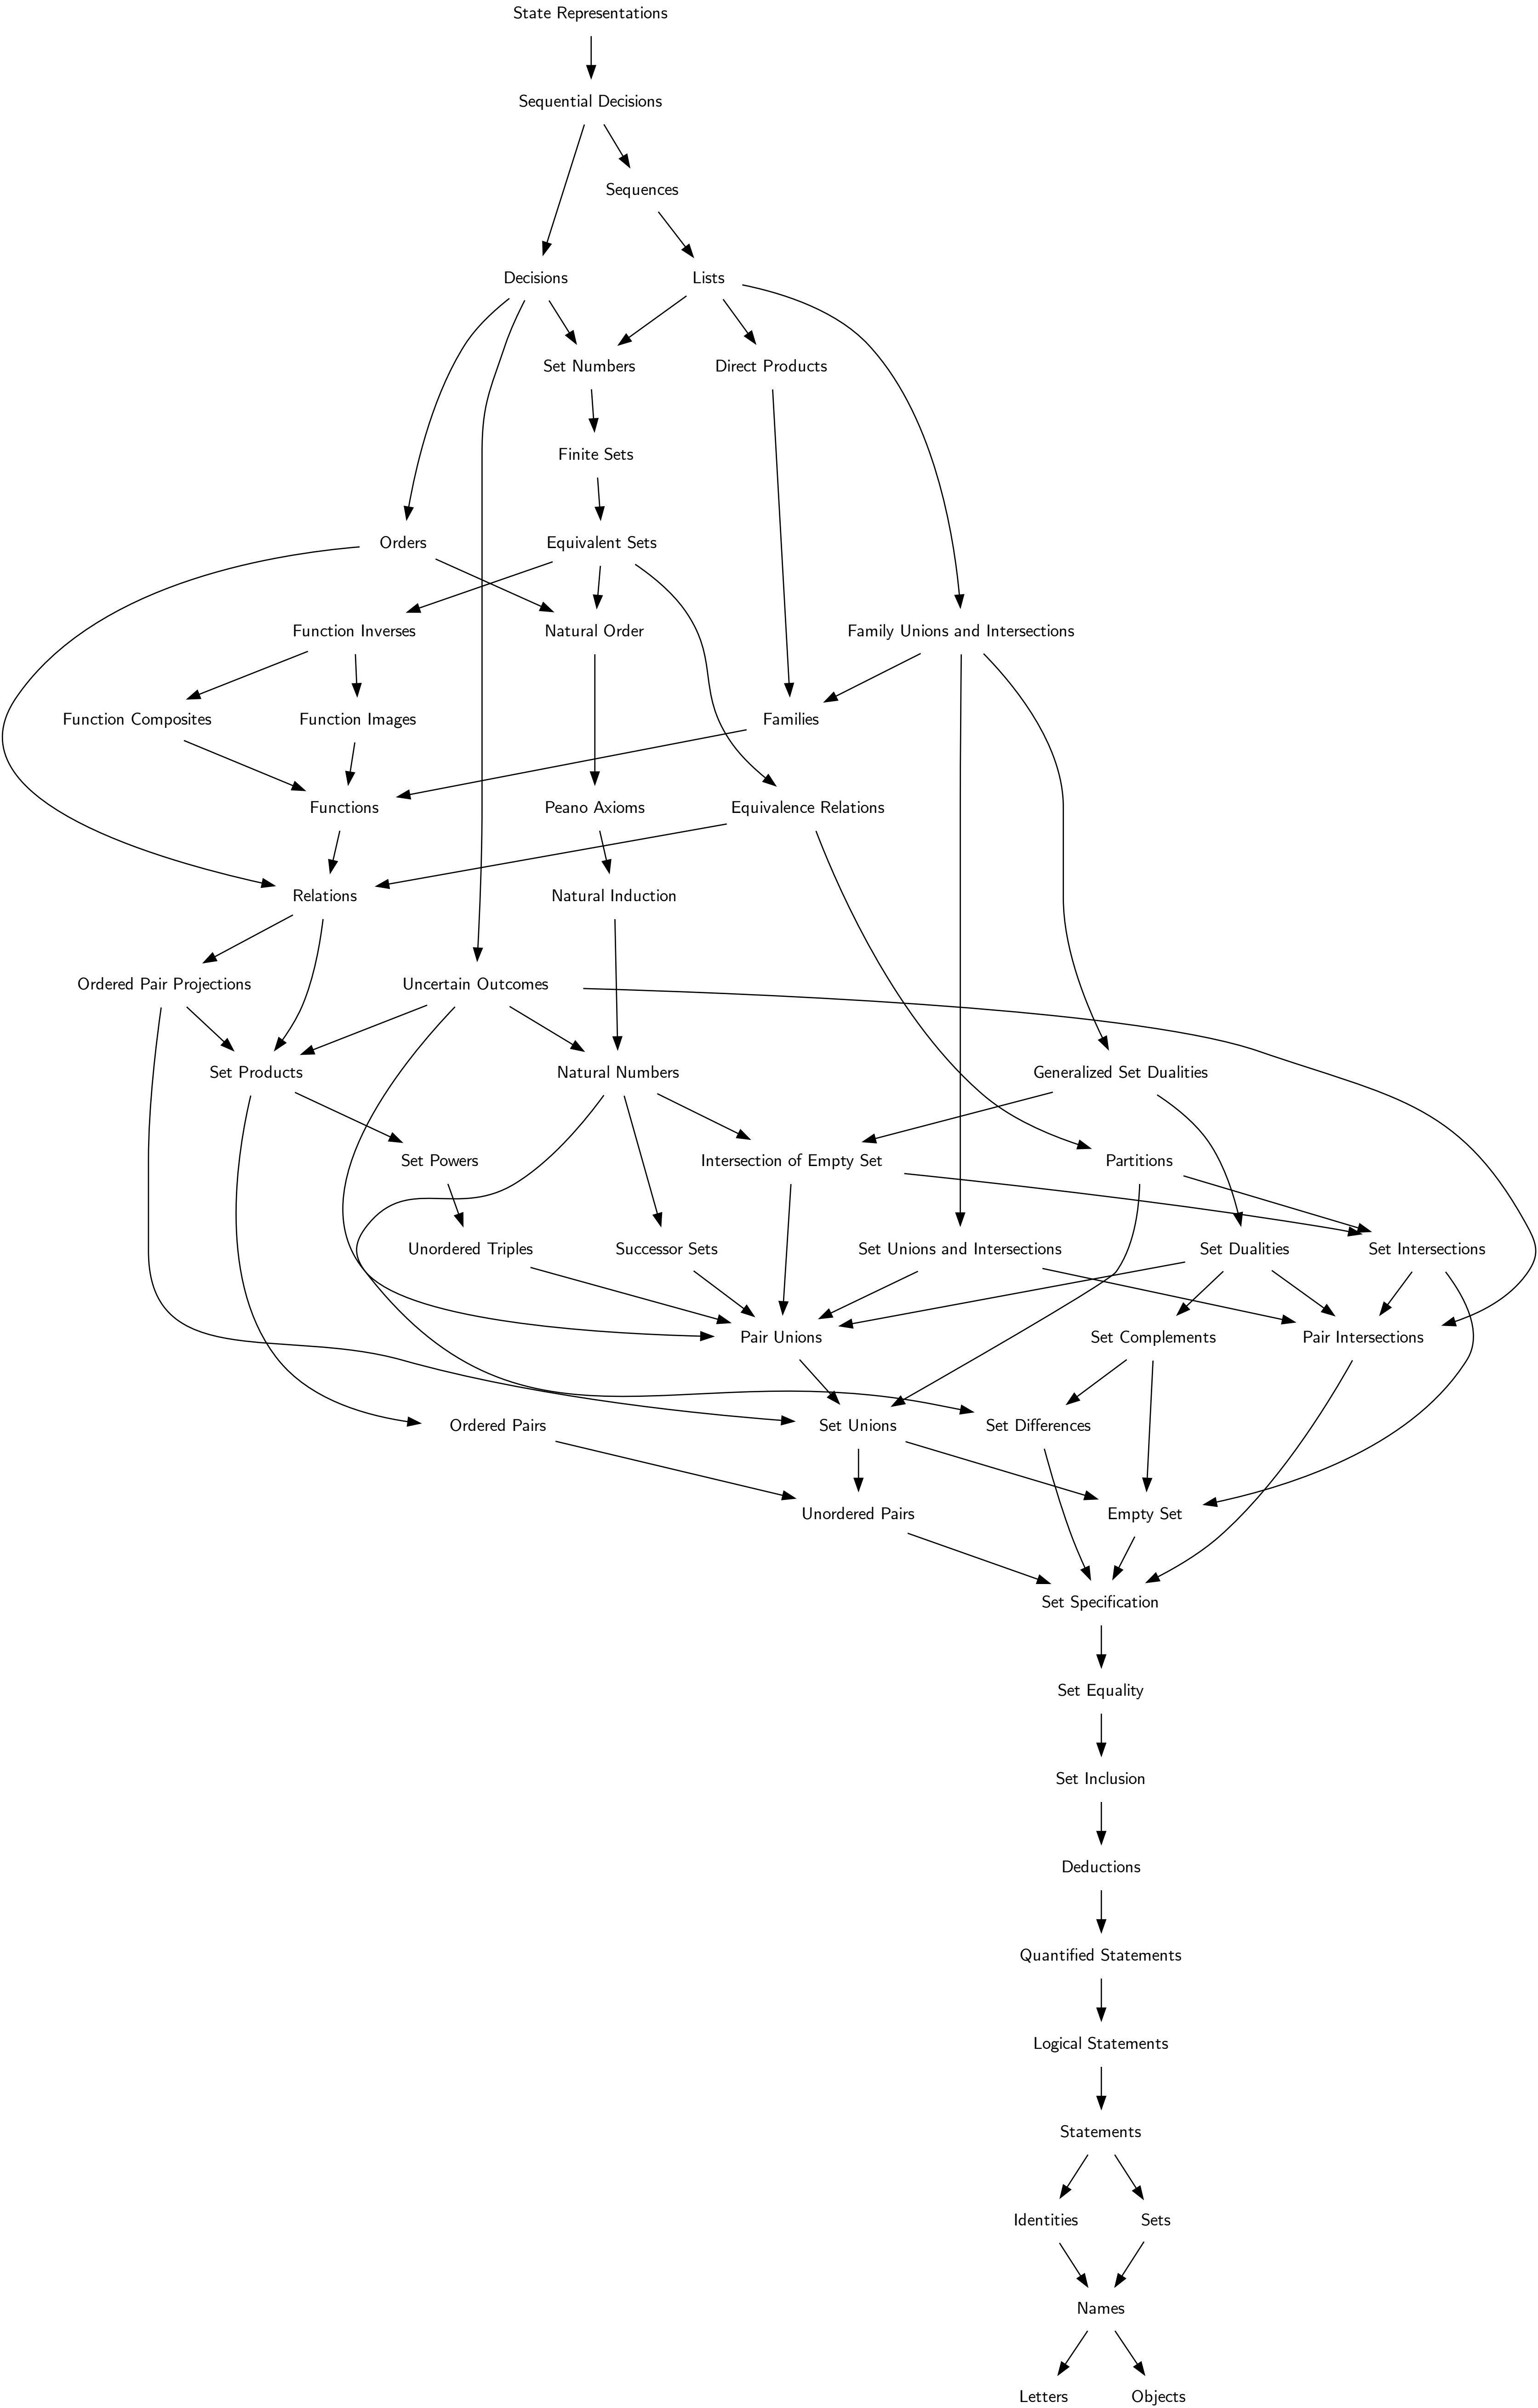 State Representations
Sequential Decisions
Sequences
Decisions
Lists
Set Numbers
Direct Products
Finite Sets
Orders
Equivalent Sets
Function Inverses
Natural Order
Family Unions and Intersections
Function Composites
Function Images
Families
Functions
Peano Axioms
Equivalence Relations
Relations
Natural Induction
Ordered Pair Projections
Uncertain Outcomes
Set Products
Natural Numbers
Generalized Set Dualities
Set Powers
Intersection of Empty Set
Partitions
Unordered Triples
Successor Sets
Set Unions and Intersections
Set Dualities
Set Intersections
Pair Unions
Set Complements
Pair Intersections
Ordered Pairs
Set Unions
Set Differences
Unordered Pairs
Empty Set
Set Specification
Set Equality
Set Inclusion
Deductions
Quantified Statements
Logical Statements
Statements
Identities
Sets
Names
Letters
Objects